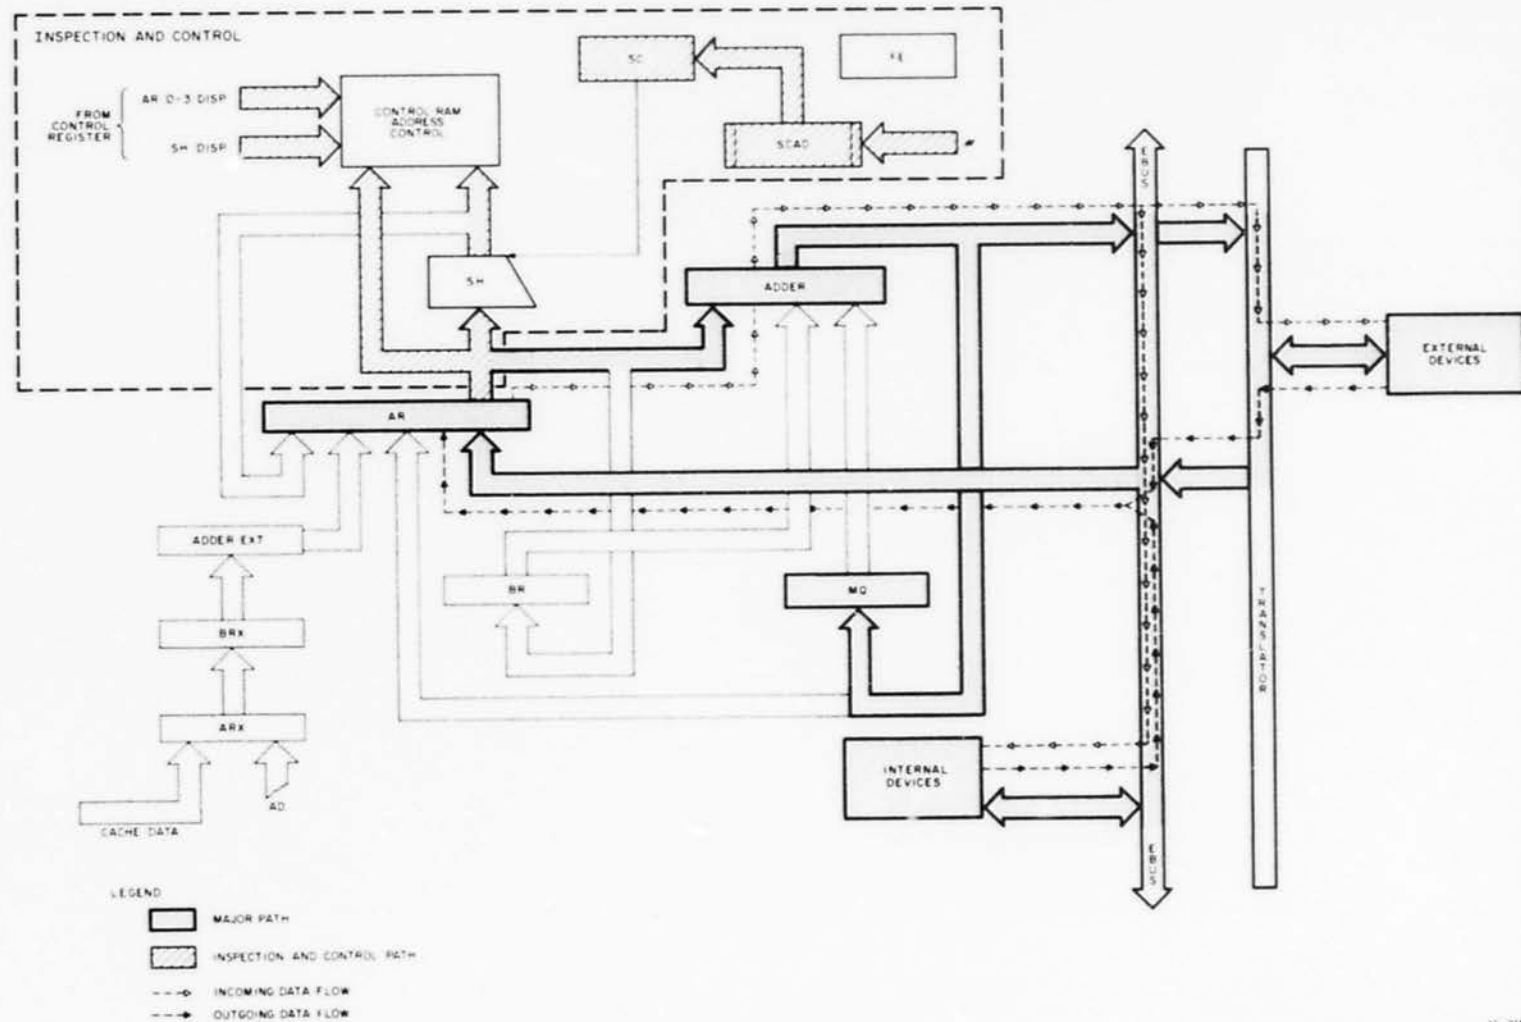 INSPECTION AND CONTROL
SC
FE
FROM
CONTROL
REGISTER
AR 0-3 DISP
SH DISP
CONTROL-RAM
ADDRESS
CONTROL
SCAD
#
EBUS
SH
ADDER
EXTERNAL
DEVICES
AR
ADDER EXT
BR
MQ
TRANSLATOR
BRX
ARX
INTERNAL
DEVICES
AD
CACHE DATA
EBUS
LEGEND
MAJOR PATH
INSPECTION AND CONTROL PATH
INCOMING DATA FLOW
OUTGOING DATA FLOW